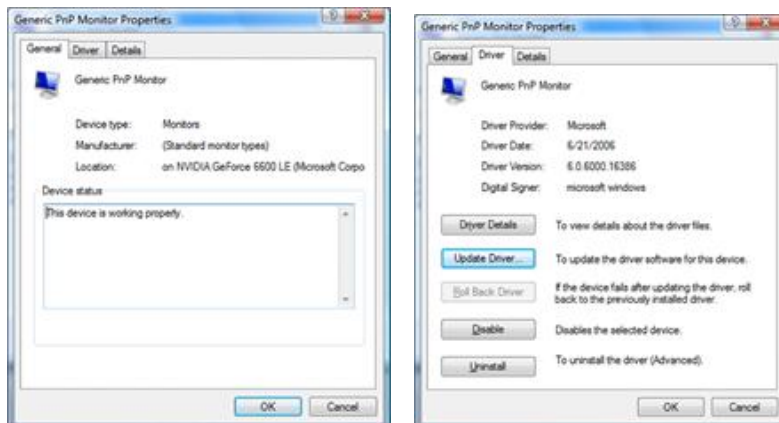 Generic PnP Monitor Properties
General Driver Details
Generic PnP Monitor
Device type: Monitors
Manufacturer: (Standard monitor types)
Location: on NVIDIA GeForce 6600 LE (Microsoft Corpo
Device status
This device is working properly.
OK Cancel
Generic PnP Monitor Properties
General Driver Details
Generic PnP Monitor
Driver Provider: Microsoft
Driver Date: 6/21/2006
Driver Version: 6.0.6000.16386
Digital Signer: microsoft windows
Driver Details To view details about the driver files.
Update Driver... To update the driver software for this device.
Roll Back Driver If the device fails after updating the driver, roll
back to the previously installed driver.
Disable Disables the selected device.
Uninstall To uninstall the driver (Advanced).
OK Cancel